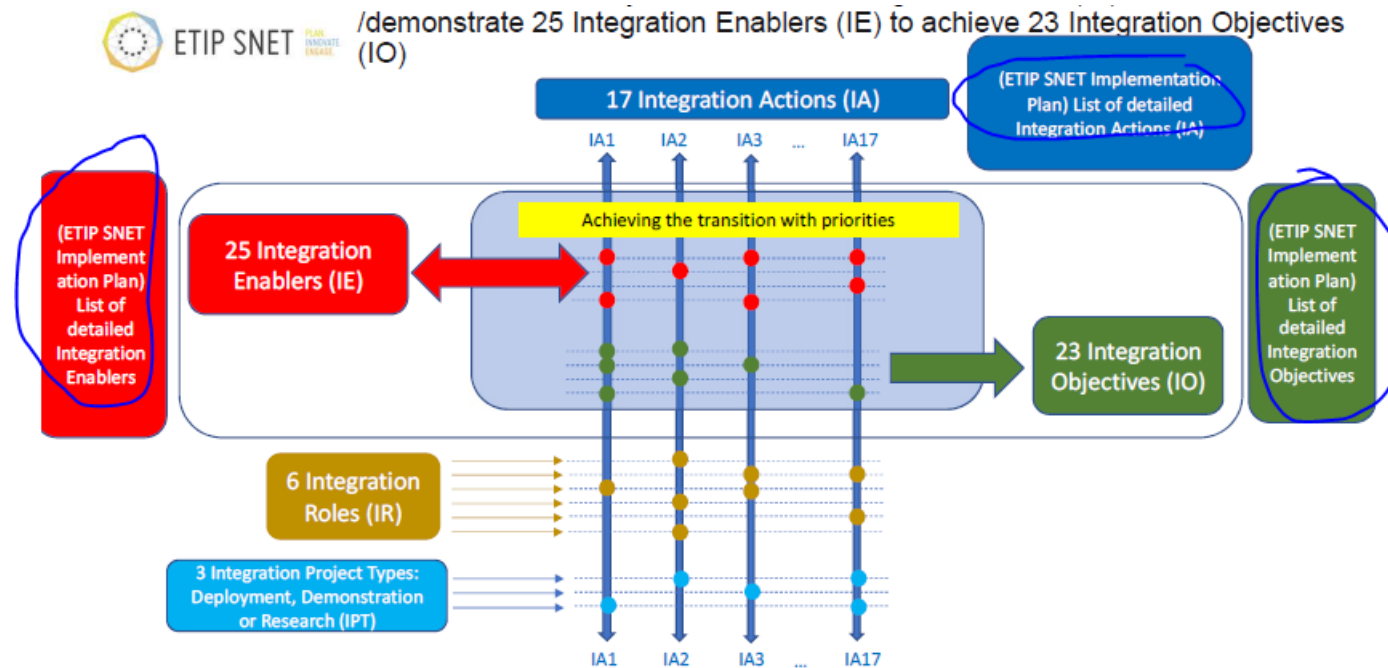 /demonstrate 25 Integration Enablers (IE) to achieve 23 Integration Objectives
(IO)
ETIP SNET
PLAN
INNOVATE
ENGAGE
17 Integration Actions (IA)
(ETIP SNET Implementation
Plan) List of detailed
Integration Actions (IA)
IA1 IA2 IA3 ... IA17
Achieving the transition with priorities
(ETIP SNET
Implement
ation Plan)
List of
detailed
Integration
Enablers
25 Integration
Enablers (IE)
23 Integration
Objectives (IO)
(ETIP SNET
Implement
ation Plan)
List of
detailed
Integration
Objectives
6 Integration
Roles (IR)
3 Integration Project Types:
Deployment, Demonstration
or Research (IPT)
IA1 IA2 IA3 ... IA17